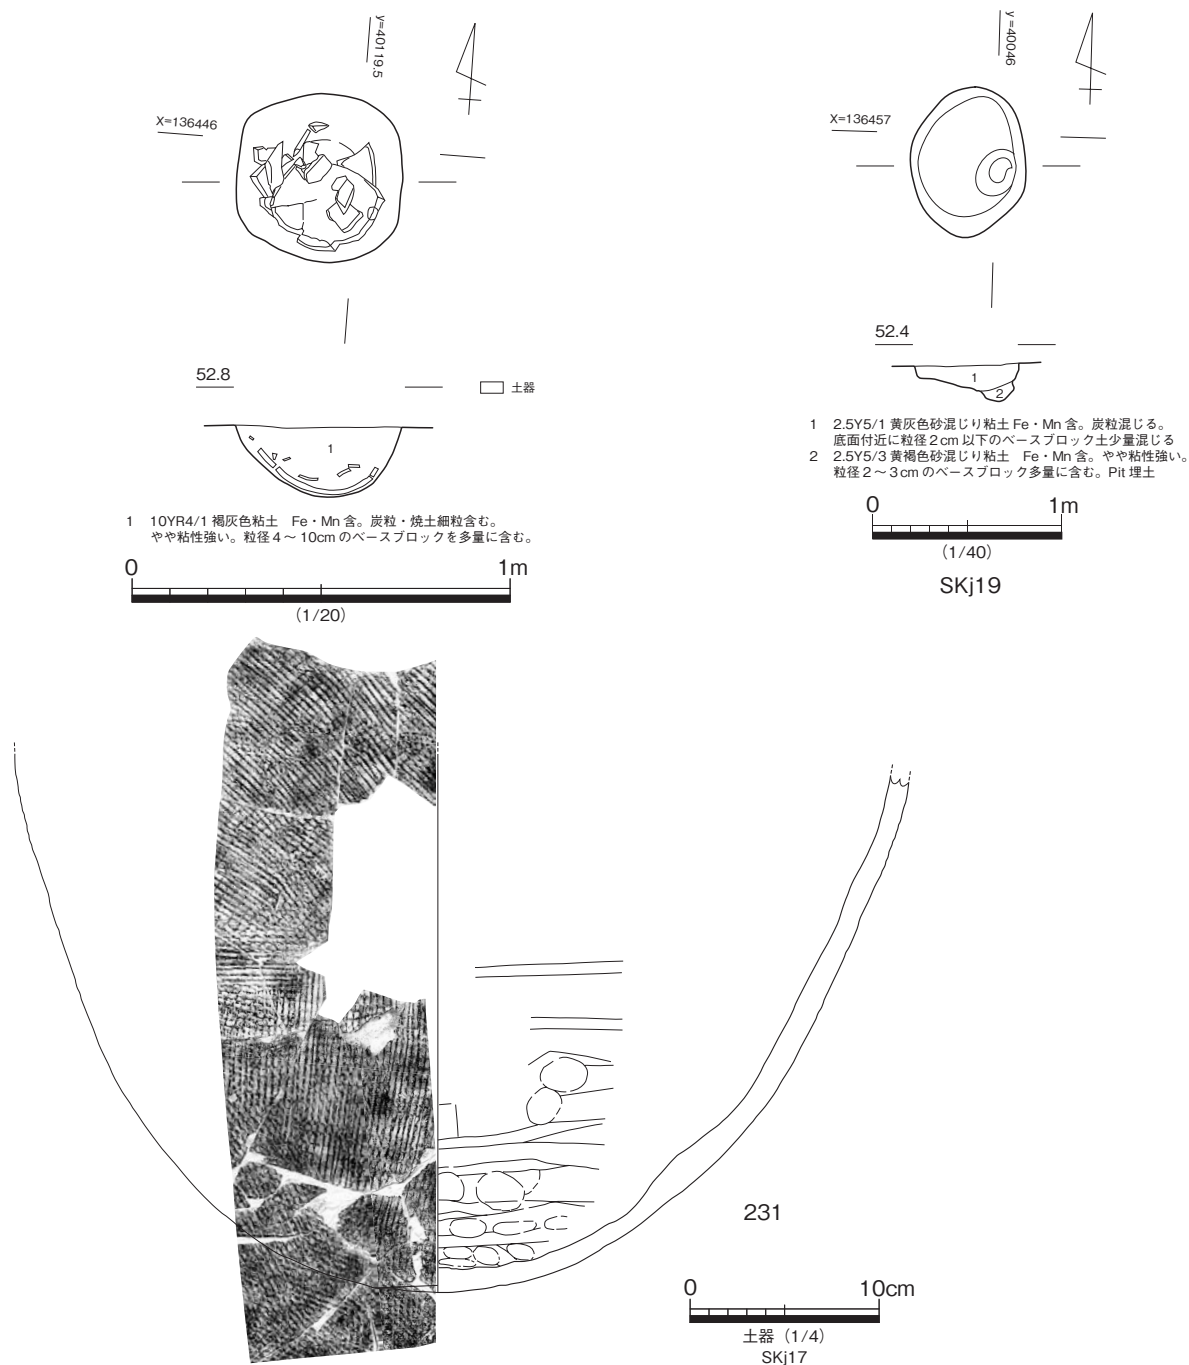 y=40119.5
X=136446
52.8
土器
1
1 10YR4/1 褐灰色粘土 Fe・Mn 含。炭粒・焼土細粒含む。
やや粘性強い。粒径 4 ～ 10cm のベースブロックを多量に含む。
0 1m
(1/20)
y=40046
X=136457
52.4
1
2
1 2.5Y5/1 黄灰色砂混じり粘土 Fe・Mn 含。炭粒混じる。
底面付近に粒径 2 cm 以下のベースブロック土少量混じる
2 2.5Y5/3 黄褐色砂混じり粘土 Fe・Mn 含。やや粘性強い。
粒径 2 ～ 3cm のベースブロック多量に含む。Pit 埋土
0 1m
(1/40)
SKj19
231
0 10cm
土器 (1/4)
SKj17